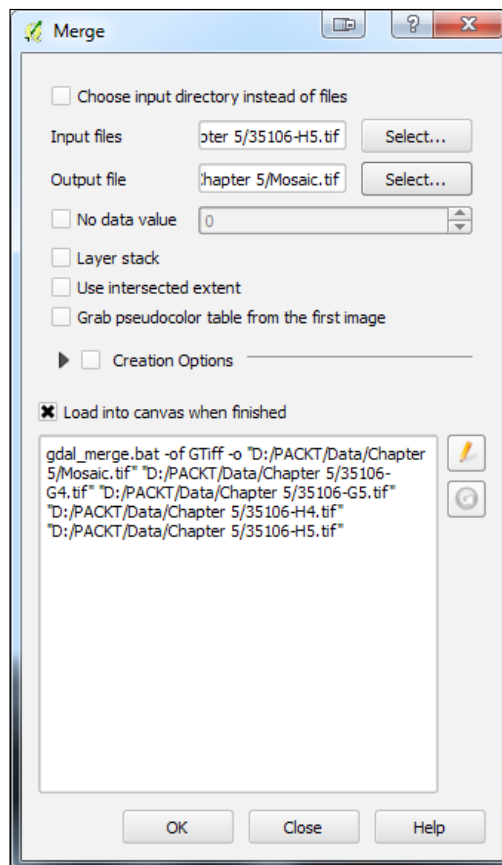 Merge
?
X
Choose input directory instead of files
Input files ɔter 5/35106-H5.tif Select...
Output file Chapter 5/Mosaic.tif Select...
No data value 0
Layer stack
Use intersected extent
Grab pseudocolor table from the first image
Creation Options
Load into canvas when finished
gdal_merge.bat -of GTiff -o "D:/PACKT/Data/Chapter
5/Mosaic.tif" "D:/PACKT/Data/Chapter 5/35106-
G4.tif" "D:/PACKT/Data/Chapter 5/35106-G5.tif"
"D:/PACKT/Data/Chapter 5/35106-H4.tif"
"D:/PACKT/Data/Chapter 5/35106-H5.tif"
OK Close Help